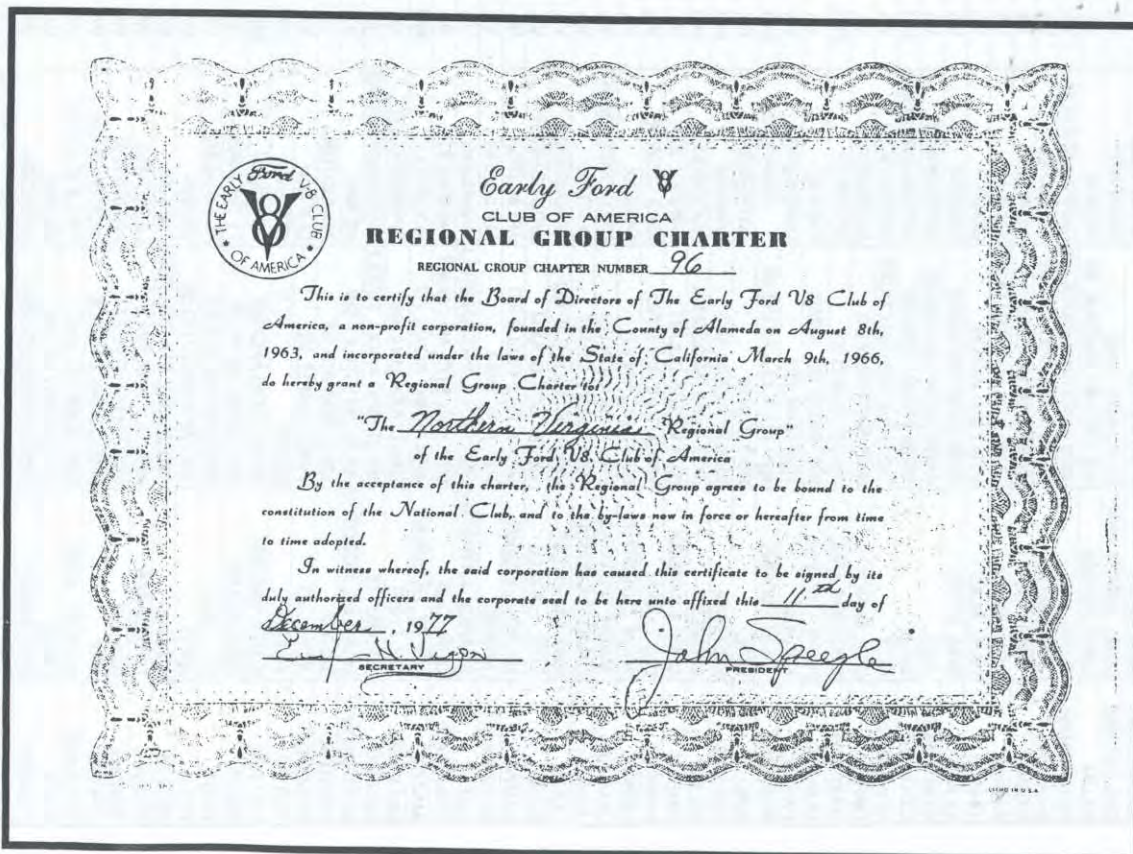 THE EARLY Ford V-8 CLUB
OF AMERICA
Early Ford V8
CLUB OF AMERICA
REGIONAL GROUP CHARTER
REGIONAL GROUP CHAPTER NUMBER 96
This is to certify that the Board of Directors of The Early Ford V8 Club of
America, a non-profit corporation, founded in the County of Alameda on August 8th,
1963, and incorporated under the laws of the State of California March 9th, 1966,
do hereby grant a Regional Group Charter to:
"The Northern Virginia Regional Group"
of the Early Ford V8 Club of America
By the acceptance of this charter, the Regional Group agrees to be bound to the
constitution of the National Club, and to the by-laws now in force or hereafter from time
to time adopted.
In witness whereof, the said corporation has caused this certificate to be signed by its
duly authorized officers and the corporate seal to be here unto affixed this 11th day of
December, 1977
John Speegle
SECRETARY PRESIDENT
LITHO IN U.S.A.